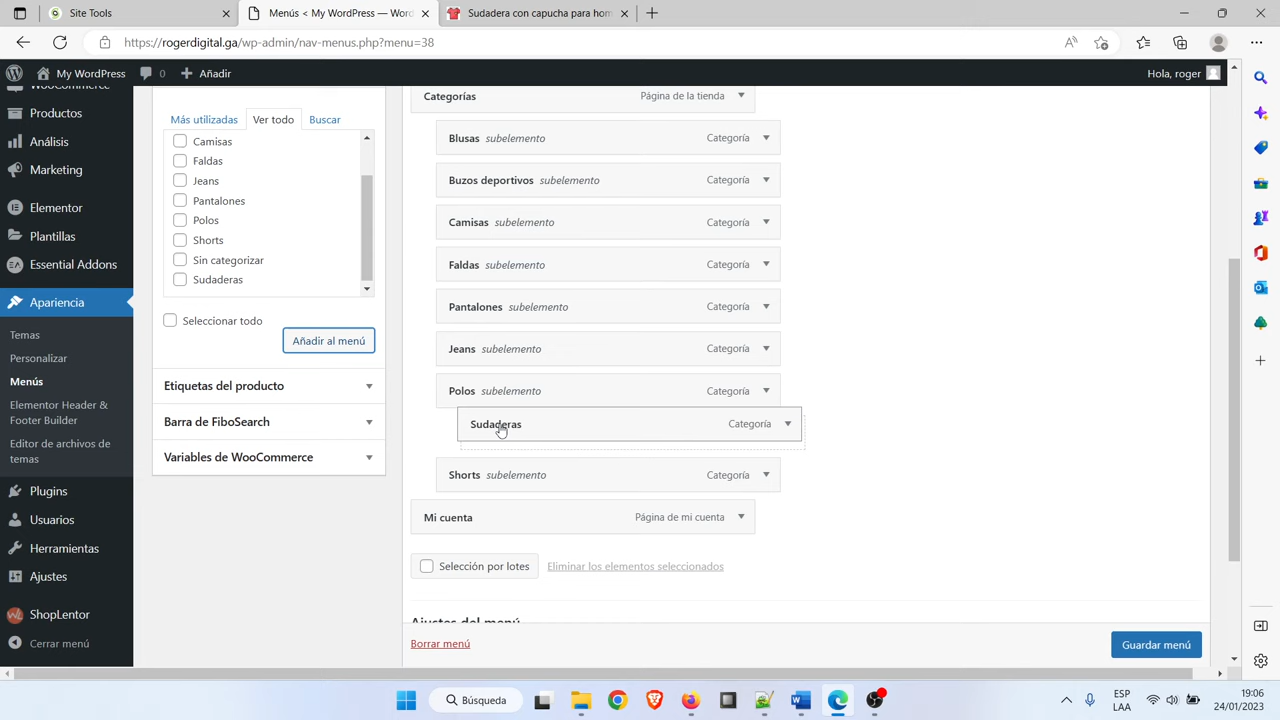 Site Tools
Menús < My WordPress — Wor
Sudadera con capucha para hom
https://rogerdigital.ga/wp-admin/nav-menus.php?menu=38
My WordPress
0
Añadir
Hola, roger
Productos
Análisis
Marketing
Elementor
Plantillas
Essential Addons
Apariencia
Temas
Personalizar
Menús
Elementor Header &
Footer Builder
Editor de archivos de
temas
Plugins
Usuarios
Herramientas
Ajustes
ShopLentor
Cerrar menú
Más utilizadas
Ver todo
Buscar
Camisas
Faldas
Jeans
Pantalones
Polos
Shorts
Sin categorizar
Sudaderas
Seleccionar todo
Añadir al menú
Etiquetas del producto
Barra de FiboSearch
Variables de WooCommerce
Categorías Página de la tienda
Blusas subelemento Categoría
Buzos deportivos subelemento Categoría
Camisas subelemento Categoría
Faldas subelemento Categoría
Pantalones subelemento Categoría
Jeans subelemento Categoría
Polos subelemento Categoría
Sudaderas Categoría
Shorts subelemento Categoría
Mi cuenta Página de mi cuenta
Selección por lotes Eliminar los elementos seleccionados
Ajustes del menú
Borrar menú
Guardar menú
Búsqueda
ESP
LAA
19:06
24/01/2023